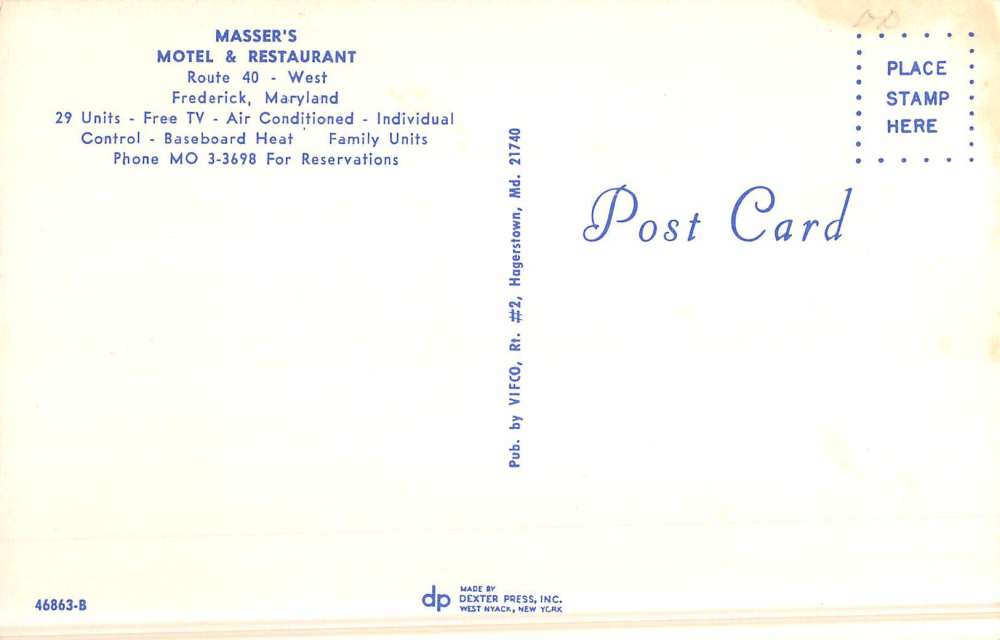 MASSER'S
MOTEL & RESTAURANT
Route 40 - West
Frederick, Maryland
29 Units - Free TV - Air Conditioned - Individual
Control - Baseboard Heat Family Units
Phone MO 3-3698 For Reservations
PLACE
STAMP
HERE
Post Card
Pub. by VIFCO, Rt. #2, Hagerstown, Md. 21740
46863-B
dp
MADE BY
DEXTER PRESS, INC.
WEST NYACK, NEW YORK